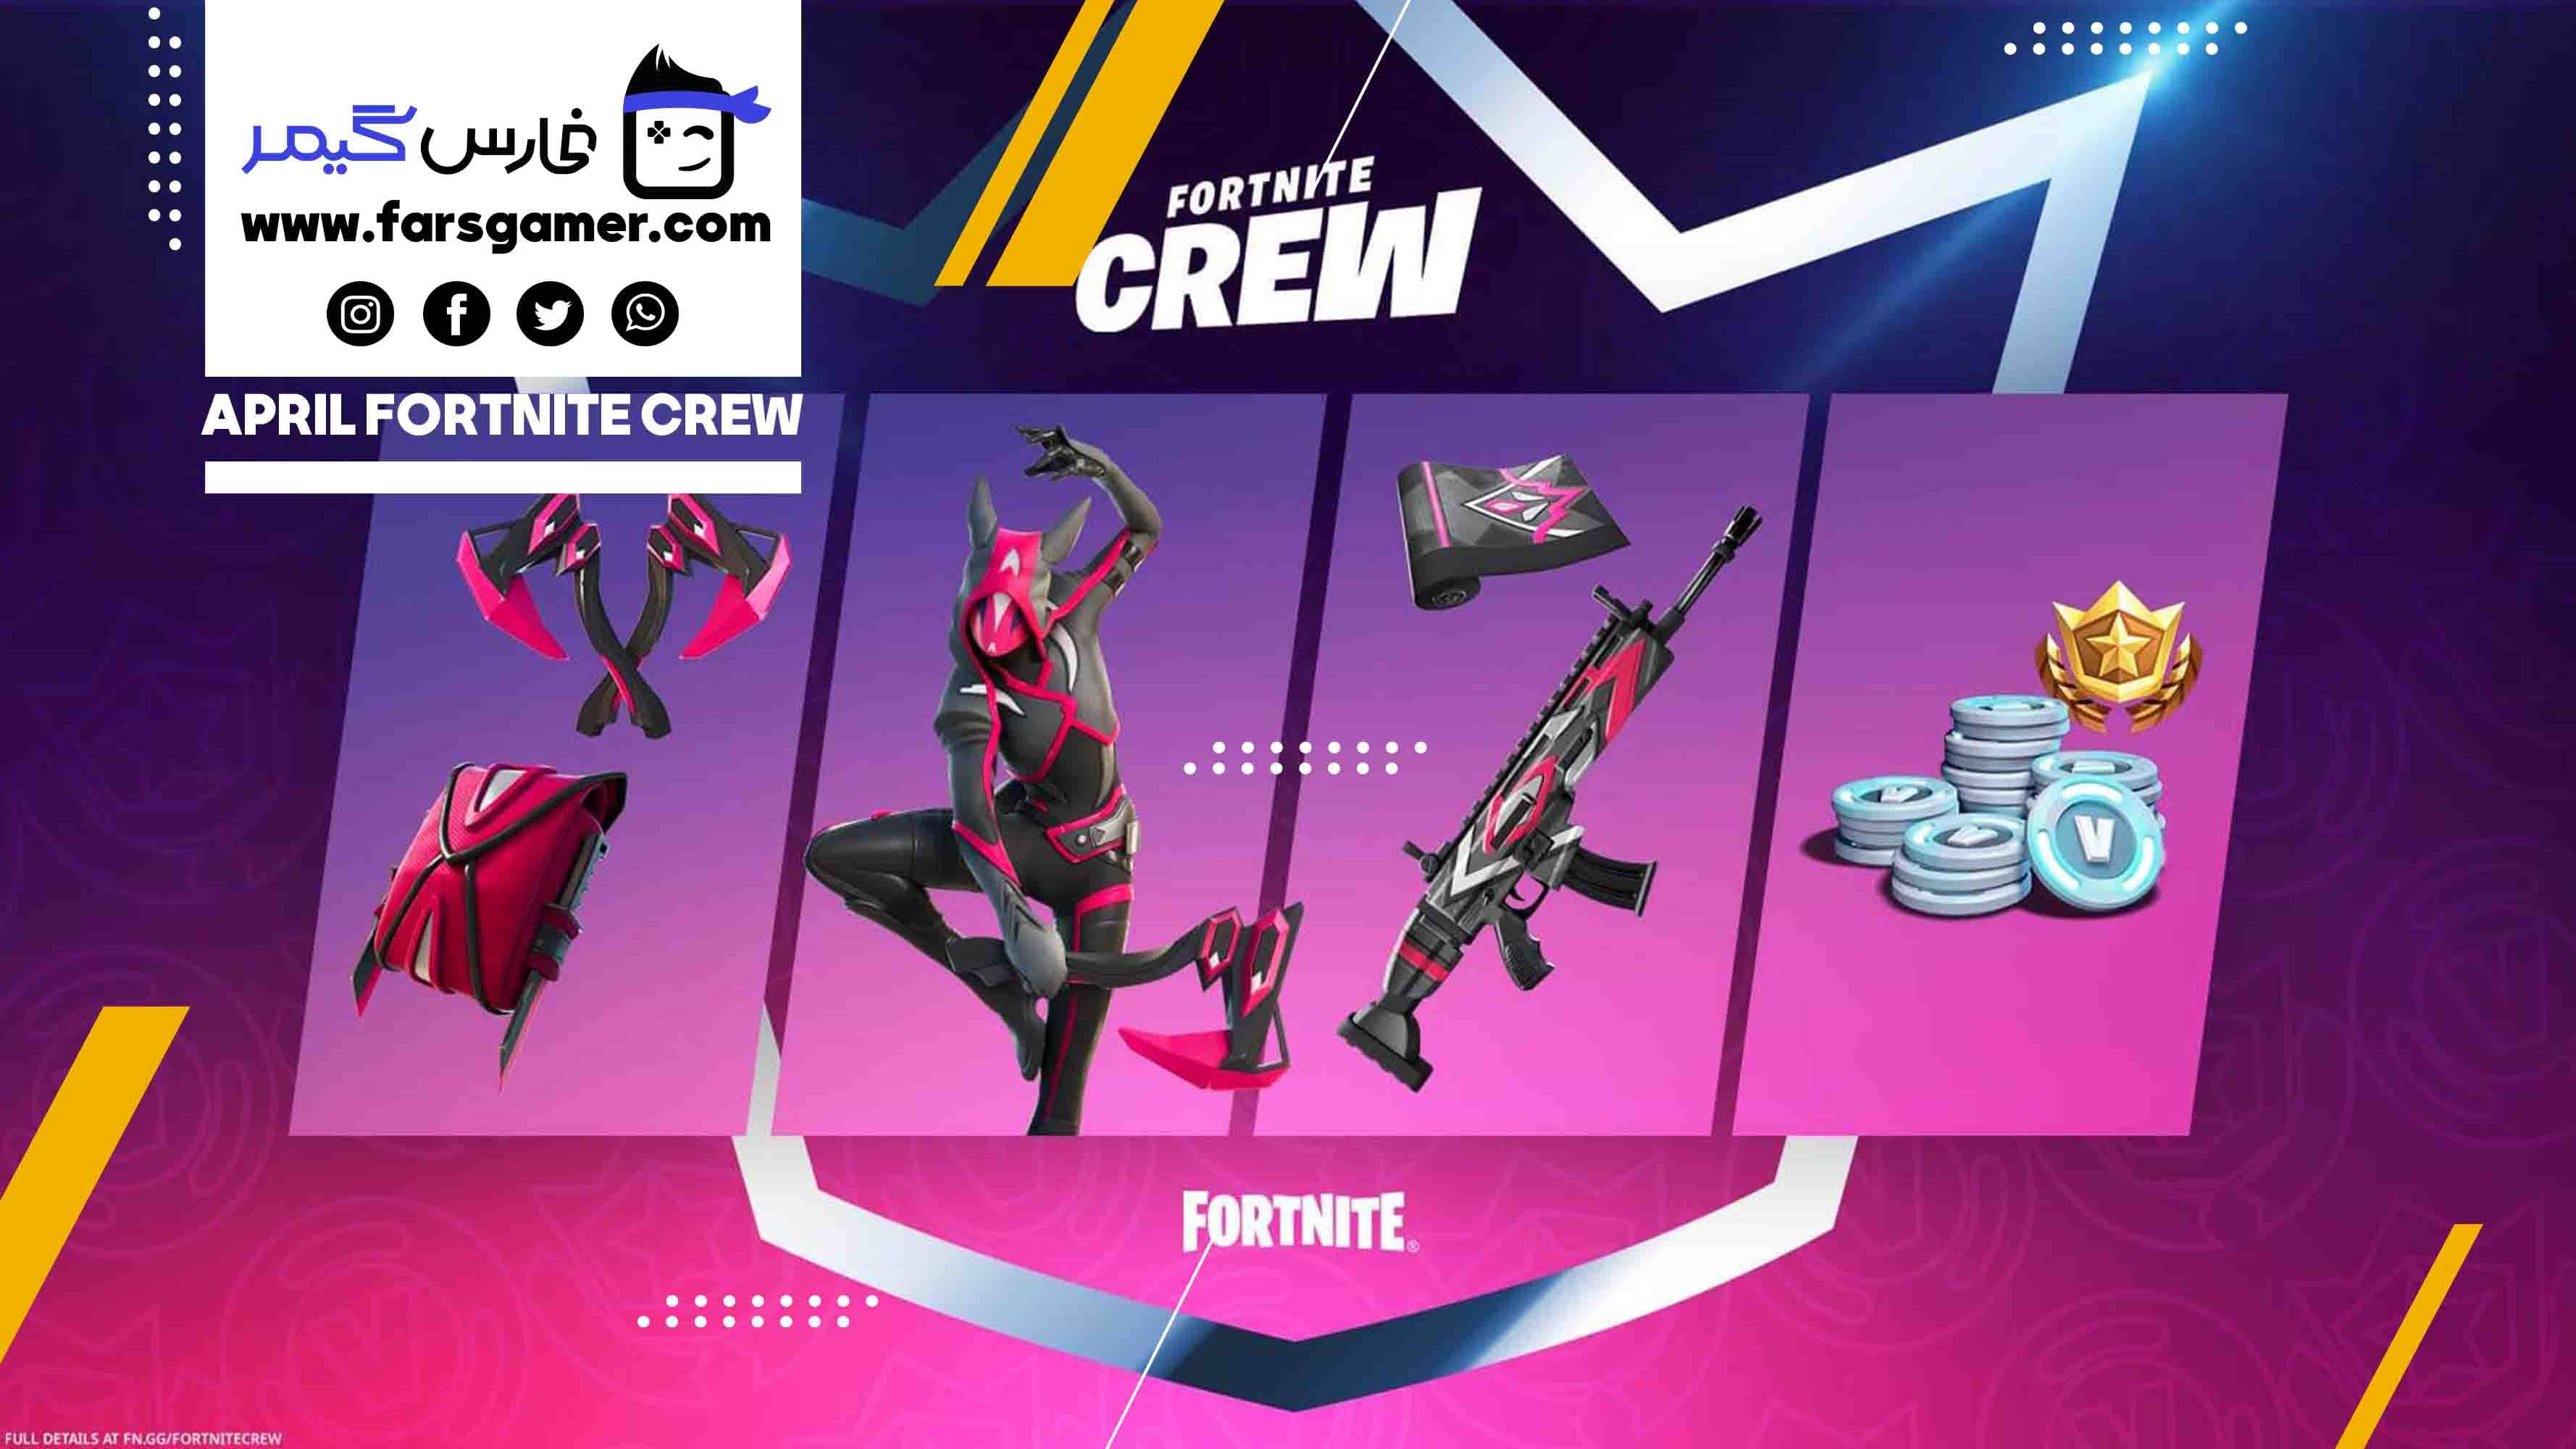 فارس گیمر
www.farsgamer.com
APRIL FORTNITE CREW
FORTNITE
CREW
V
FORTNITE®
FULL DETAILS AT FN.GG/FORTNITECREW